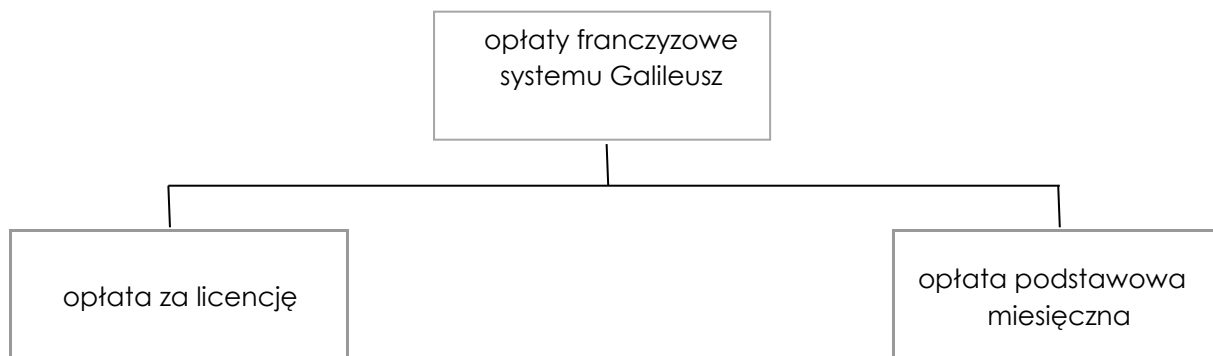 opłaty franczyzowe
systemu Galileusz
opłata za licencję
opłata podstawowa
miesięczna